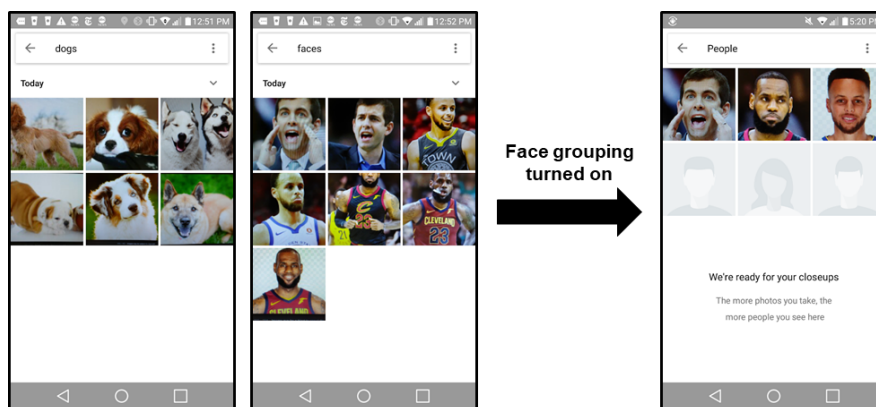 12:51 PM
dogs
Today
12:52 PM
faces
Today
TOWN
CLEVELAND
23
21
23
CLEVELAND
Face grouping
turned on
5:20 PM
People
We're ready for your closeups
The more photos you take, the
more people you see here